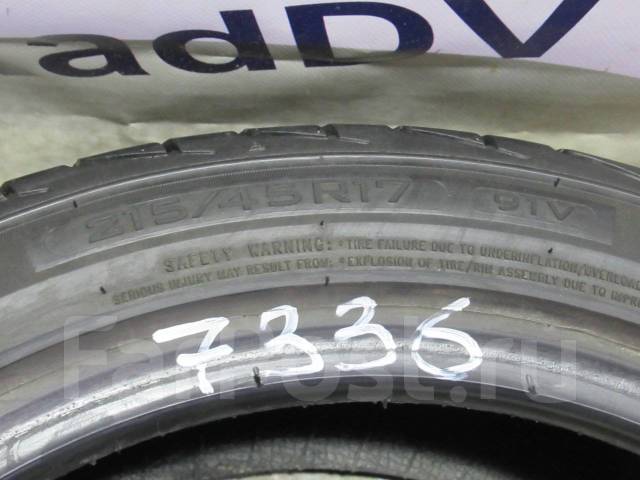 adDV
215/45R17 91V
SAFETY WARNING: •TIRE FAILURE DUE TO UNDERINFLATION/OVERLOAD
SERIOUS INJURY MAY RESULT FROM: •EXPLOSION OF TIRE/RIM ASSEMBLY DUE TO IMPR
7336
FarPost.ru